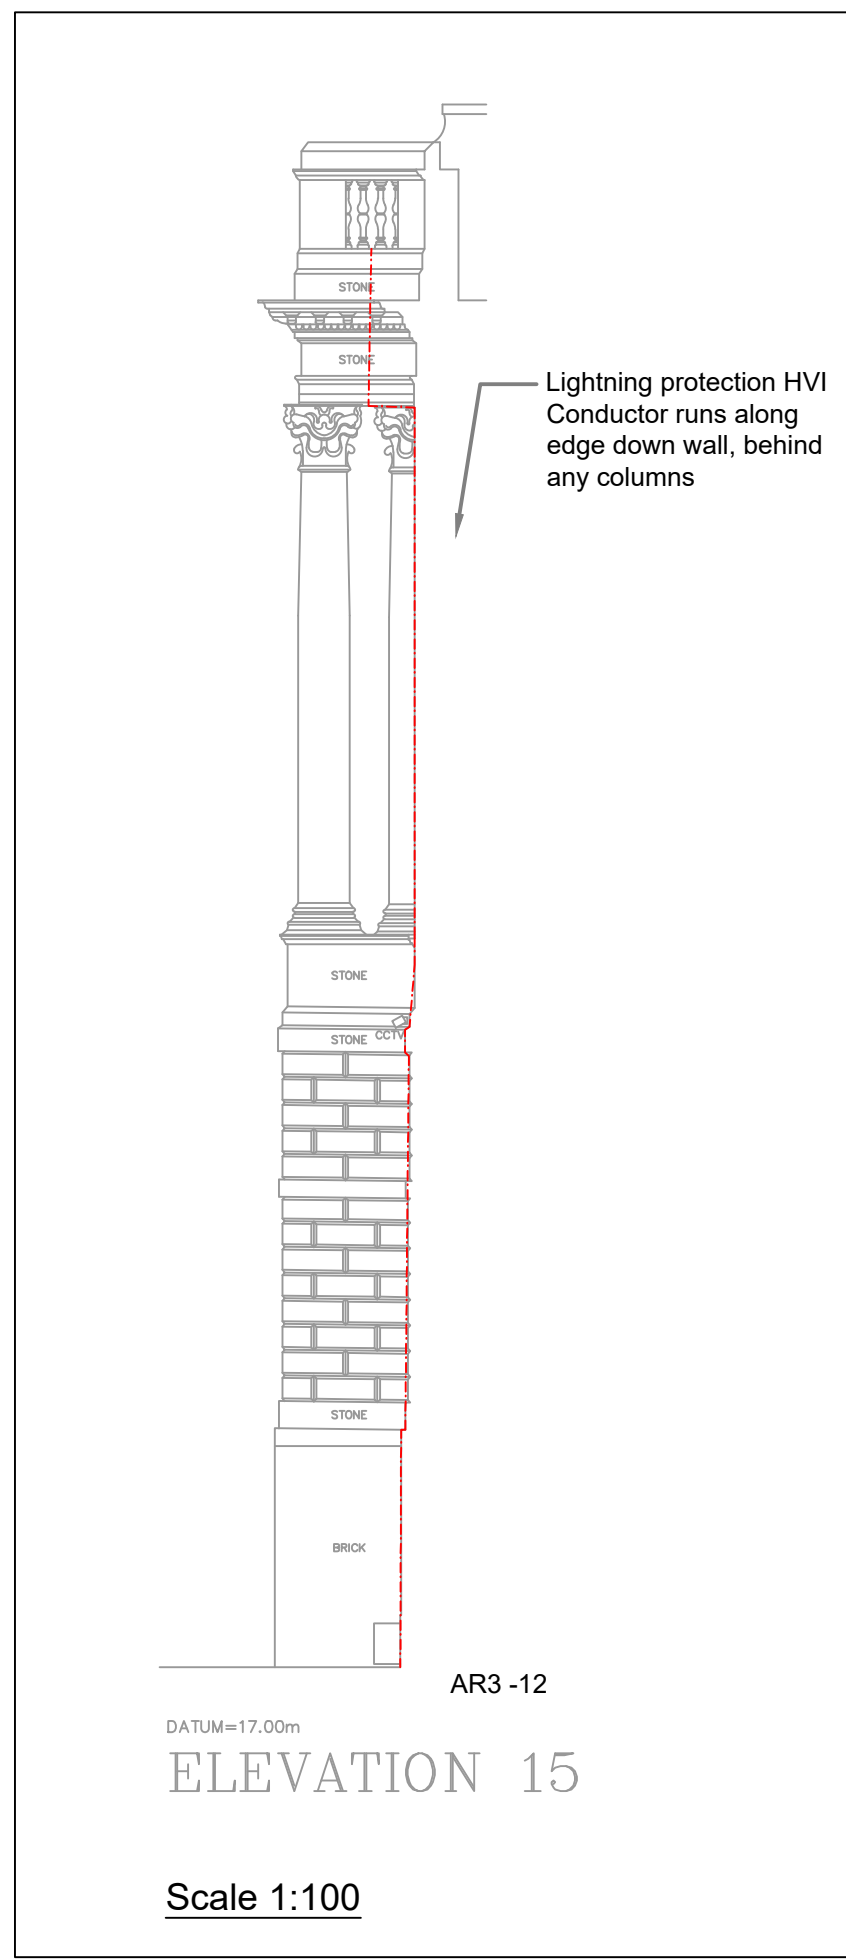 STONE
STONE
Lightning protection HVI
Conductor runs along
edge down wall, behind
any columns
STONE
CCTV
STONE
STONE
BRICK
AR3 -12
DATUM=17.00m
ELEVATION 15
Scale 1:100